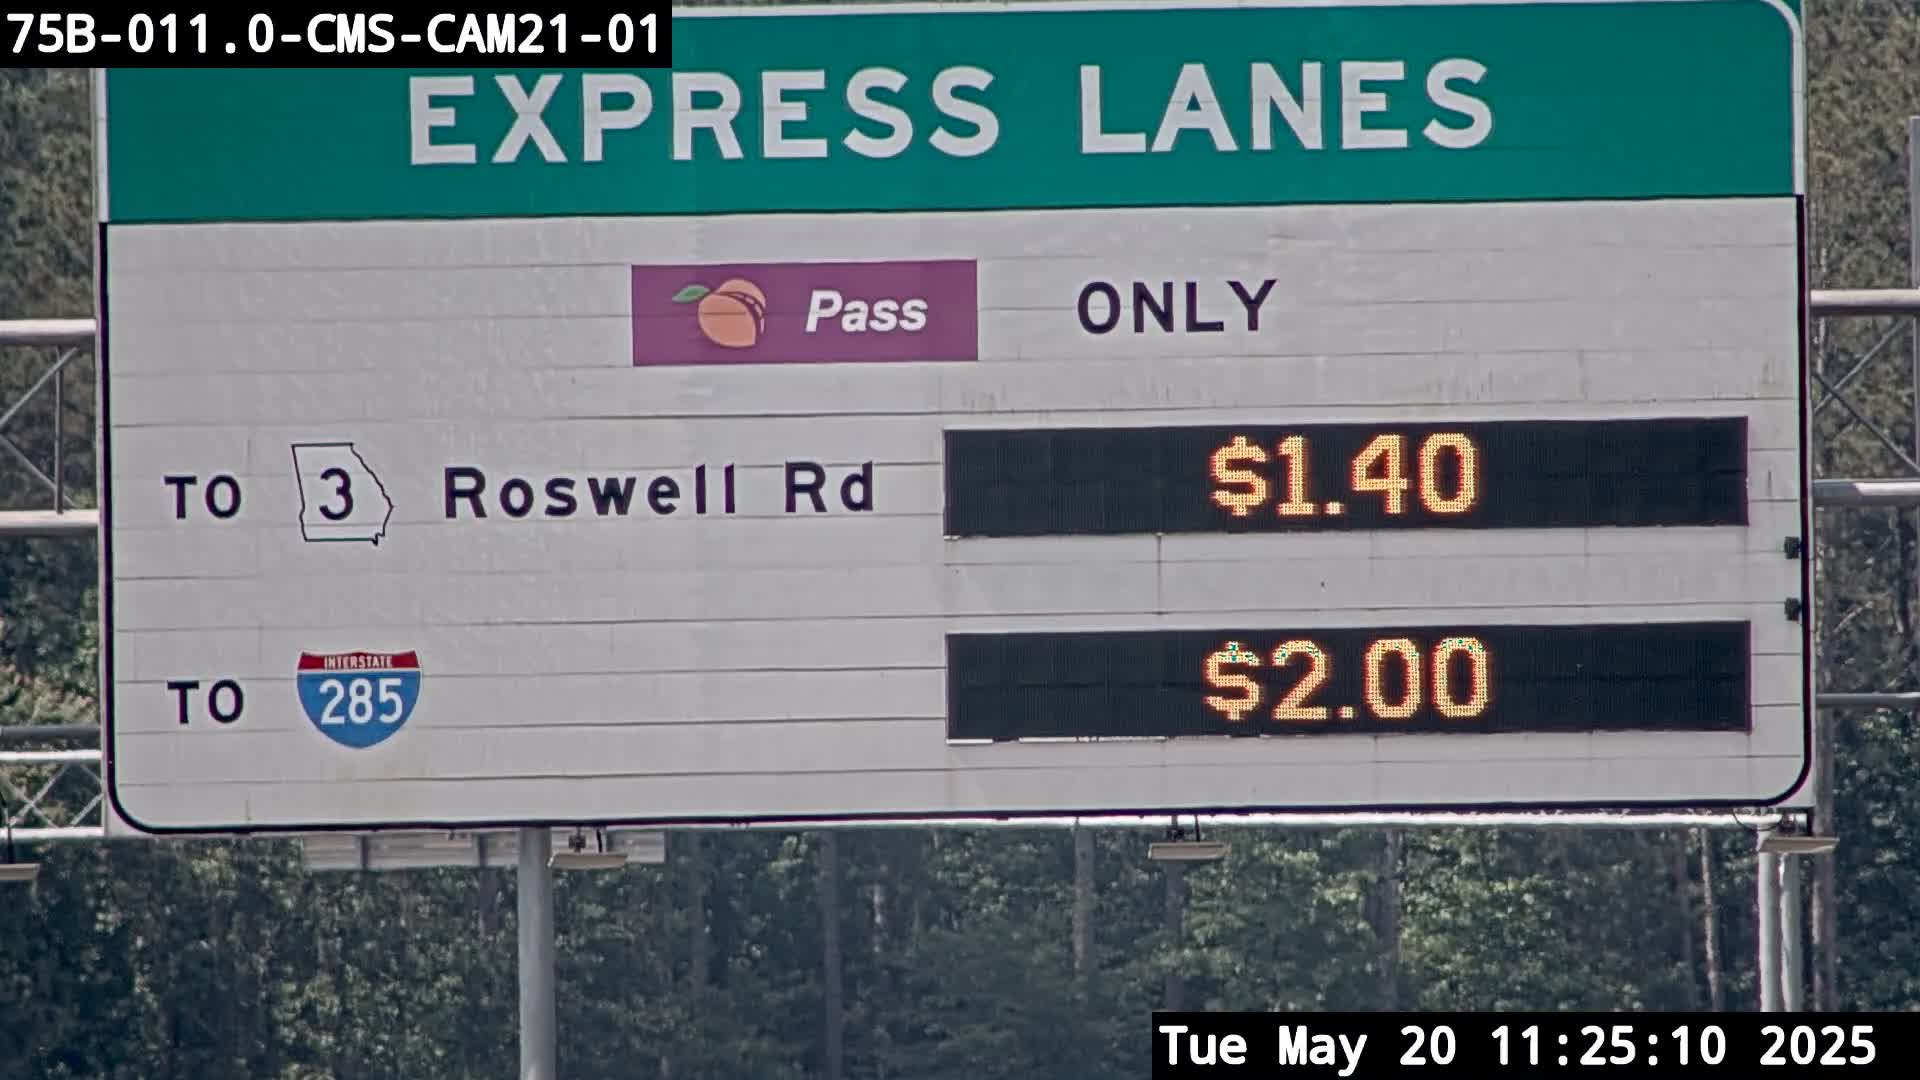 75B-011.0-CMS-CAM21-01
EXPRESS LANES
Pass ONLY
TO 3 Roswell Rd $1.40
INTERSTATE
TO 285 $2.00
Tue May 20 11:25:10 2025